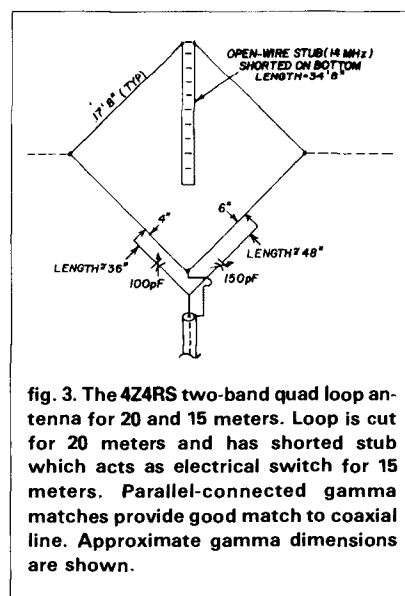 OPEN-WIRE STUB (14 MHz)
SHORTED ON BOTTOM
LENGTH=34'8"
17'8" (TYP)
4"
6"
LENGTH≈36"
LENGTH≈48"
100pF
150pF
fig. 3. The 4Z4RS two-band quad loop an-
tenna for 20 and 15 meters. Loop is cut
for 20 meters and has shorted stub
which acts as electrical switch for 15
meters. Parallel-connected gamma
matches provide good match to coaxial
line. Approximate gamma dimensions
are shown.